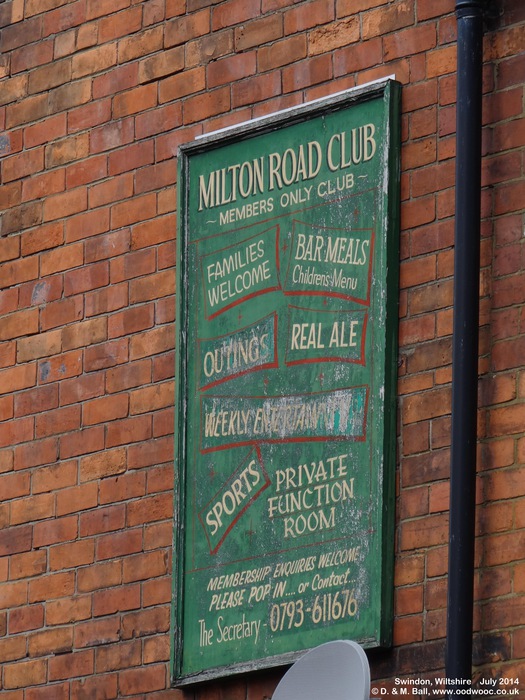 MILTON ROAD CLUB
~ MEMBERS ONLY CLUB ~
FAMILIES
WELCOME
BAR MEALS
Children's Menu
OUTINGS
REAL ALE
WEEKLY
SPORTS
PRIVATE
FUNCTION
ROOM
MEMBERSHIP ENQUIRIES WELCOME
PLEASE POP IN .... or Contact...
The Secretary - 0793-611676
Swindon, Wiltshire July 2014
© D. & M. Ball, www.oodwooc.co.uk